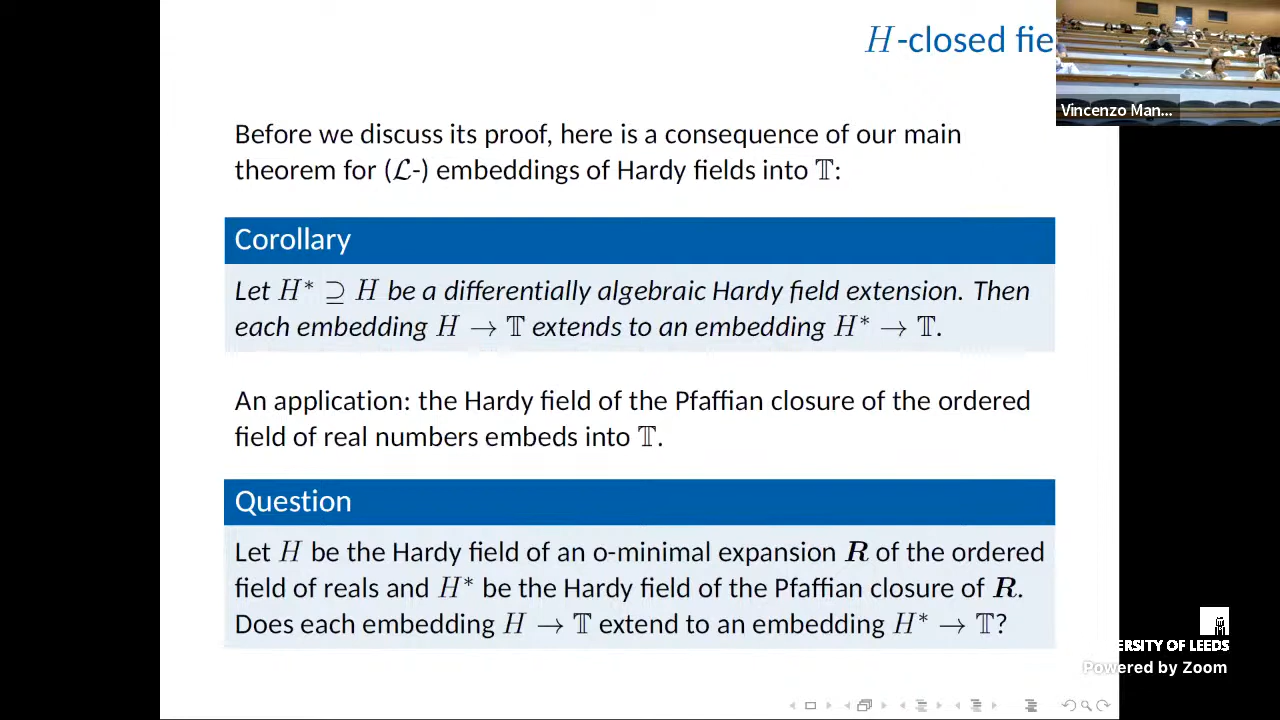 H-closed fie
Vincenzo Man...
Before we discuss its proof, here is a consequence of our main
theorem for (ℒ-) embeddings of Hardy fields into 𝕋:
Corollary
Let H* ⊇ H be a differentially algebraic Hardy field extension. Then
each embedding H → 𝕋 extends to an embedding H* → 𝕋.
An application: the Hardy field of the Pfaffian closure of the ordered
field of real numbers embeds into 𝕋.
Question
Let H be the Hardy field of an o-minimal expansion R of the ordered
field of reals and H* be the Hardy field of the Pfaffian closure of R.
Does each embedding H → 𝕋 extend to an embedding H* → 𝕋?
ERSITY OF LEEDS
Powered by Zoom